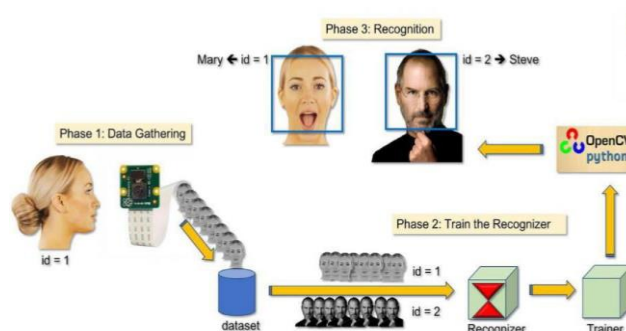 Phase 3: Recognition
Mary ← id = 1
id = 2 → Steve
Phase 1: Data Gathering
OpenCV
python
Phase 2: Train the Recognizer
id = 1
id = 1
id = 2
dataset
Recognizer
Trainer